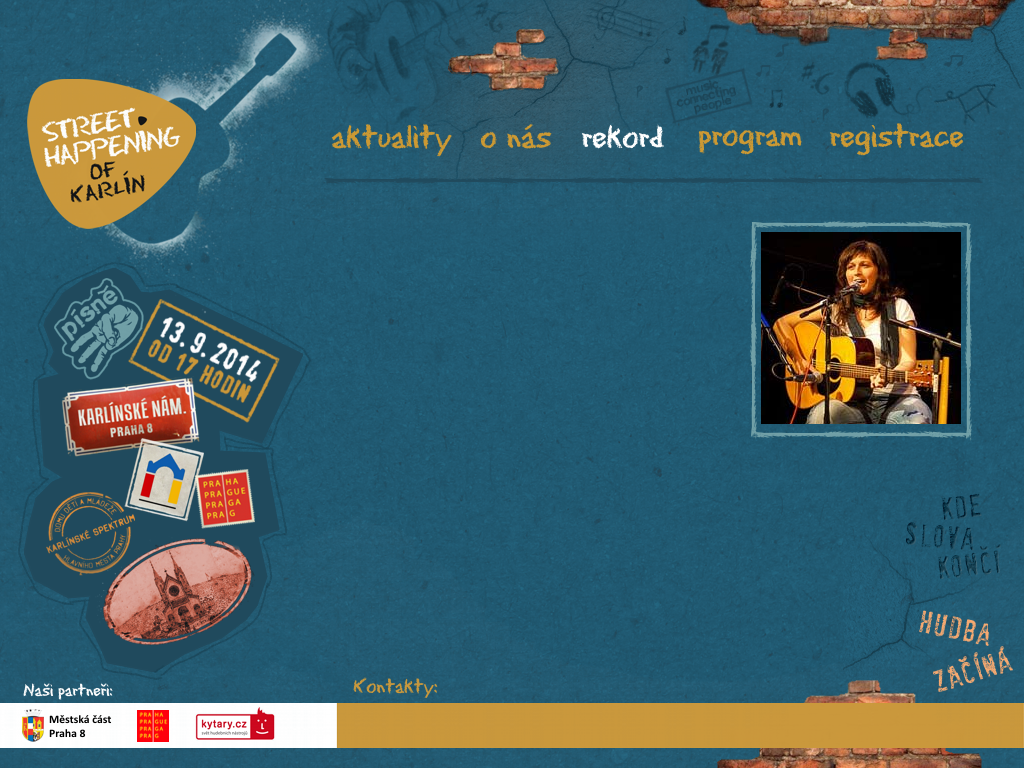 STREET
HAPPENING
OF
KARLÍN
music
connecting
people
aktuality o nás rekord program registrace
písně
13. 9. 2014
OD 17 HODIN
KARLÍNSKÉ NÁM.
PRAHA 8
PRA HA
PRA GUE
PRA GA
PRA G
DOMU DĚTÍ A MLÁDEŽE
KARLÍNSKÉ SPEKTRUM
HLAVNÍHO MĚSTA PRAHY
KDE
SLOVA
KONČÍ
HUDBA
ZAČÍNÁ
Naši partneři:
Kontakty:
Městská část
Praha 8
PRA HA
PRA GUE
PRA GA
PRA G
kytary.cz
svět hudebních nástrojů